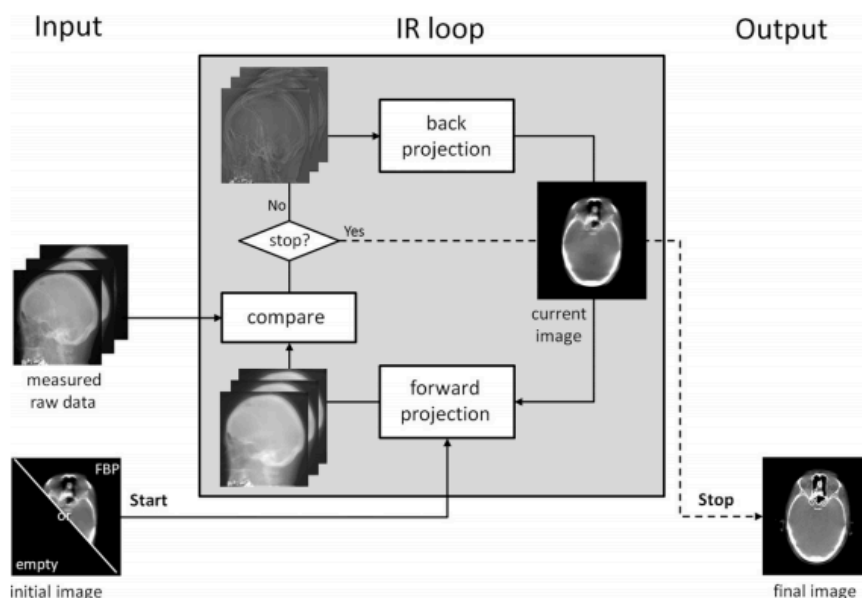 Input
IR loop
Output
back
projection
No
stop?
Yes
compare
current
image
measured
raw data
forward
projection
FBP
or
empty
Start
Stop
initial image
final image